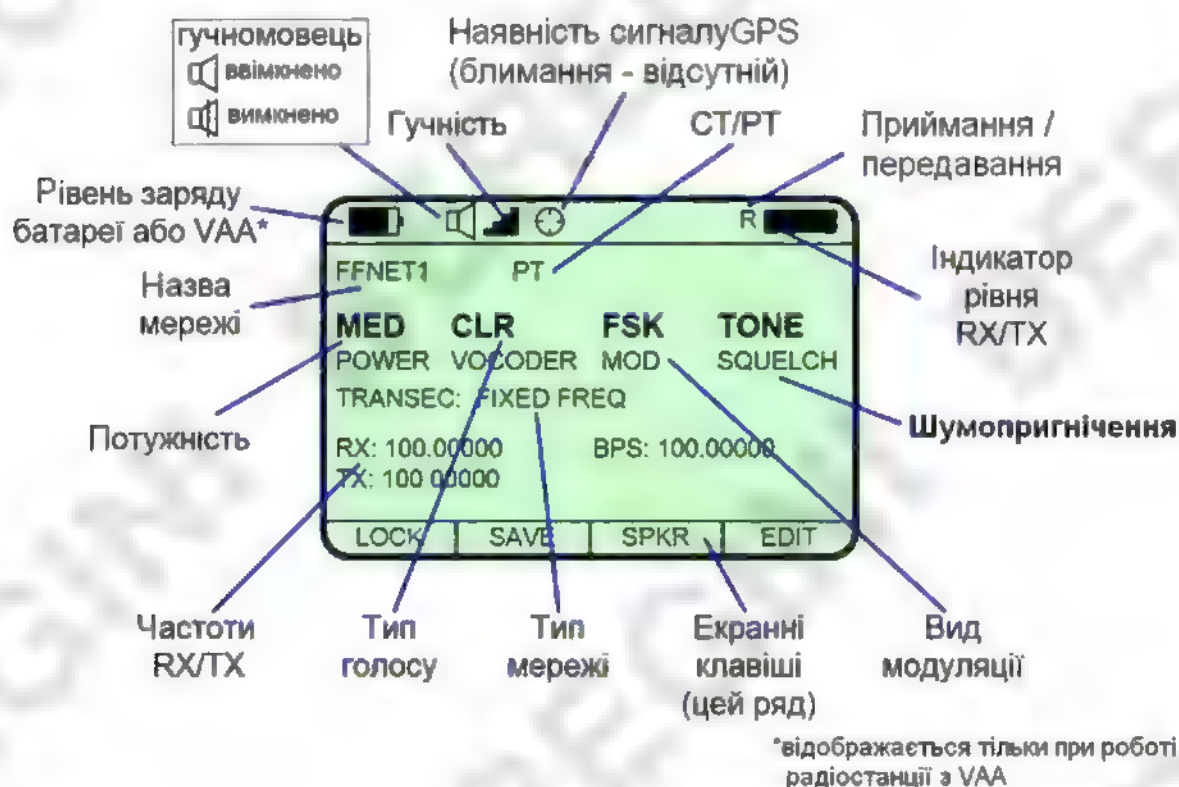 гучномовець
ввімкнено
вимкнено
Наявність сигналуGPS
(блимання - відсутній)
Гучність
СТ/РТ
Приймання /
передавання
Рівень заряду
батареї або VAA*
Назва
мережі
Потужність
R
FFNET1 PT
MED CLR FSK TONE
POWER VOCODER MOD SQUELCH
TRANSEC: FIXED FREQ
RX: 100.00000 BPS: 100.00000
TX: 100 00000
LOCK SAVE SPKR EDIT
Індикатор
рівня
RX/TX
Шумопригнічення
Частоти
RX/TX
Тип
голосу
Тип
мережі
Екранні
клавіші
(цей ряд)
Вид
модуляції
*відображається тільки при роботі
радіостанції з VAA